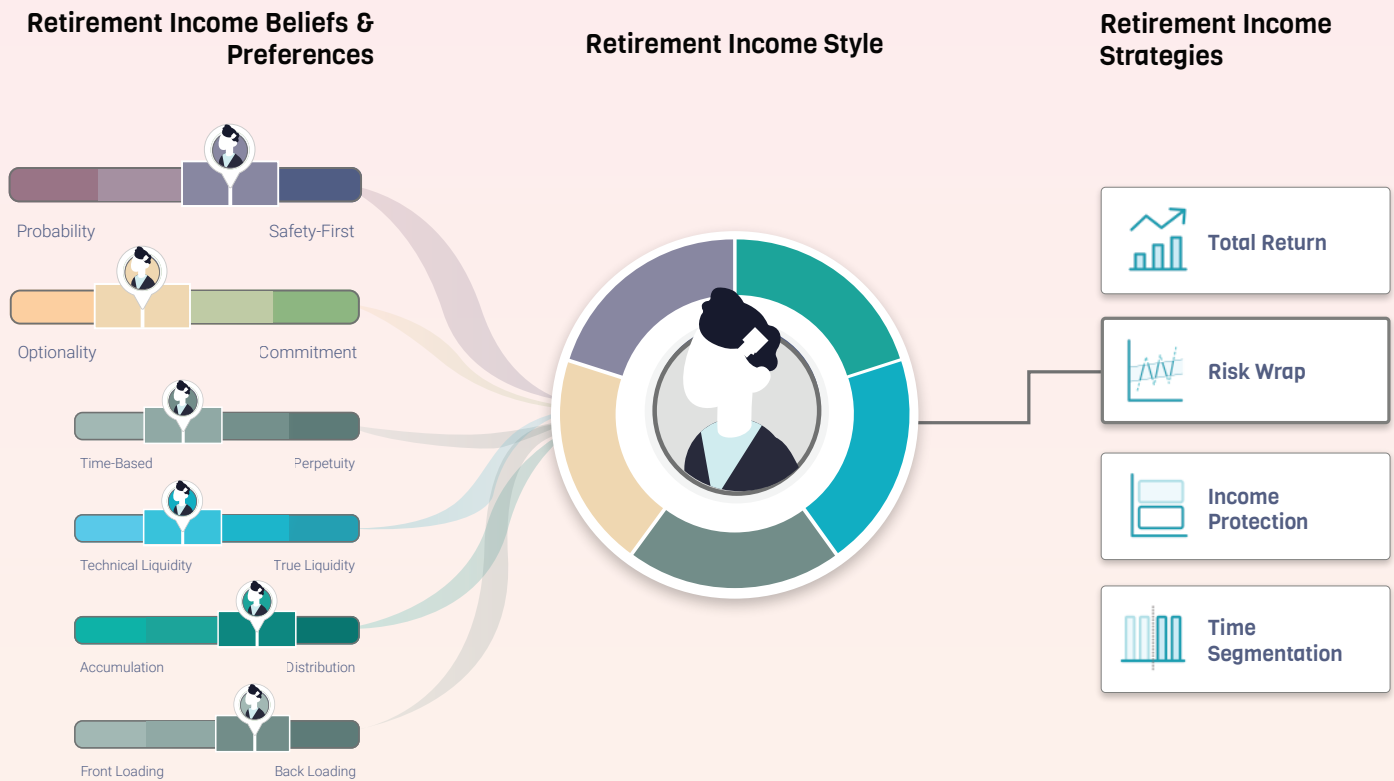 Retirement Income Beliefs &
Preferences
Retirement Income Style
Retirement Income
Strategies
Probability
Safety-First
Optionality
Commitment
Time-Based
Perpetuity
Technical Liquidity
True Liquidity
Accumulation
Distribution
Front Loading
Back Loading
Total Return
Risk Wrap
Income
Protection
Time
Segmentation